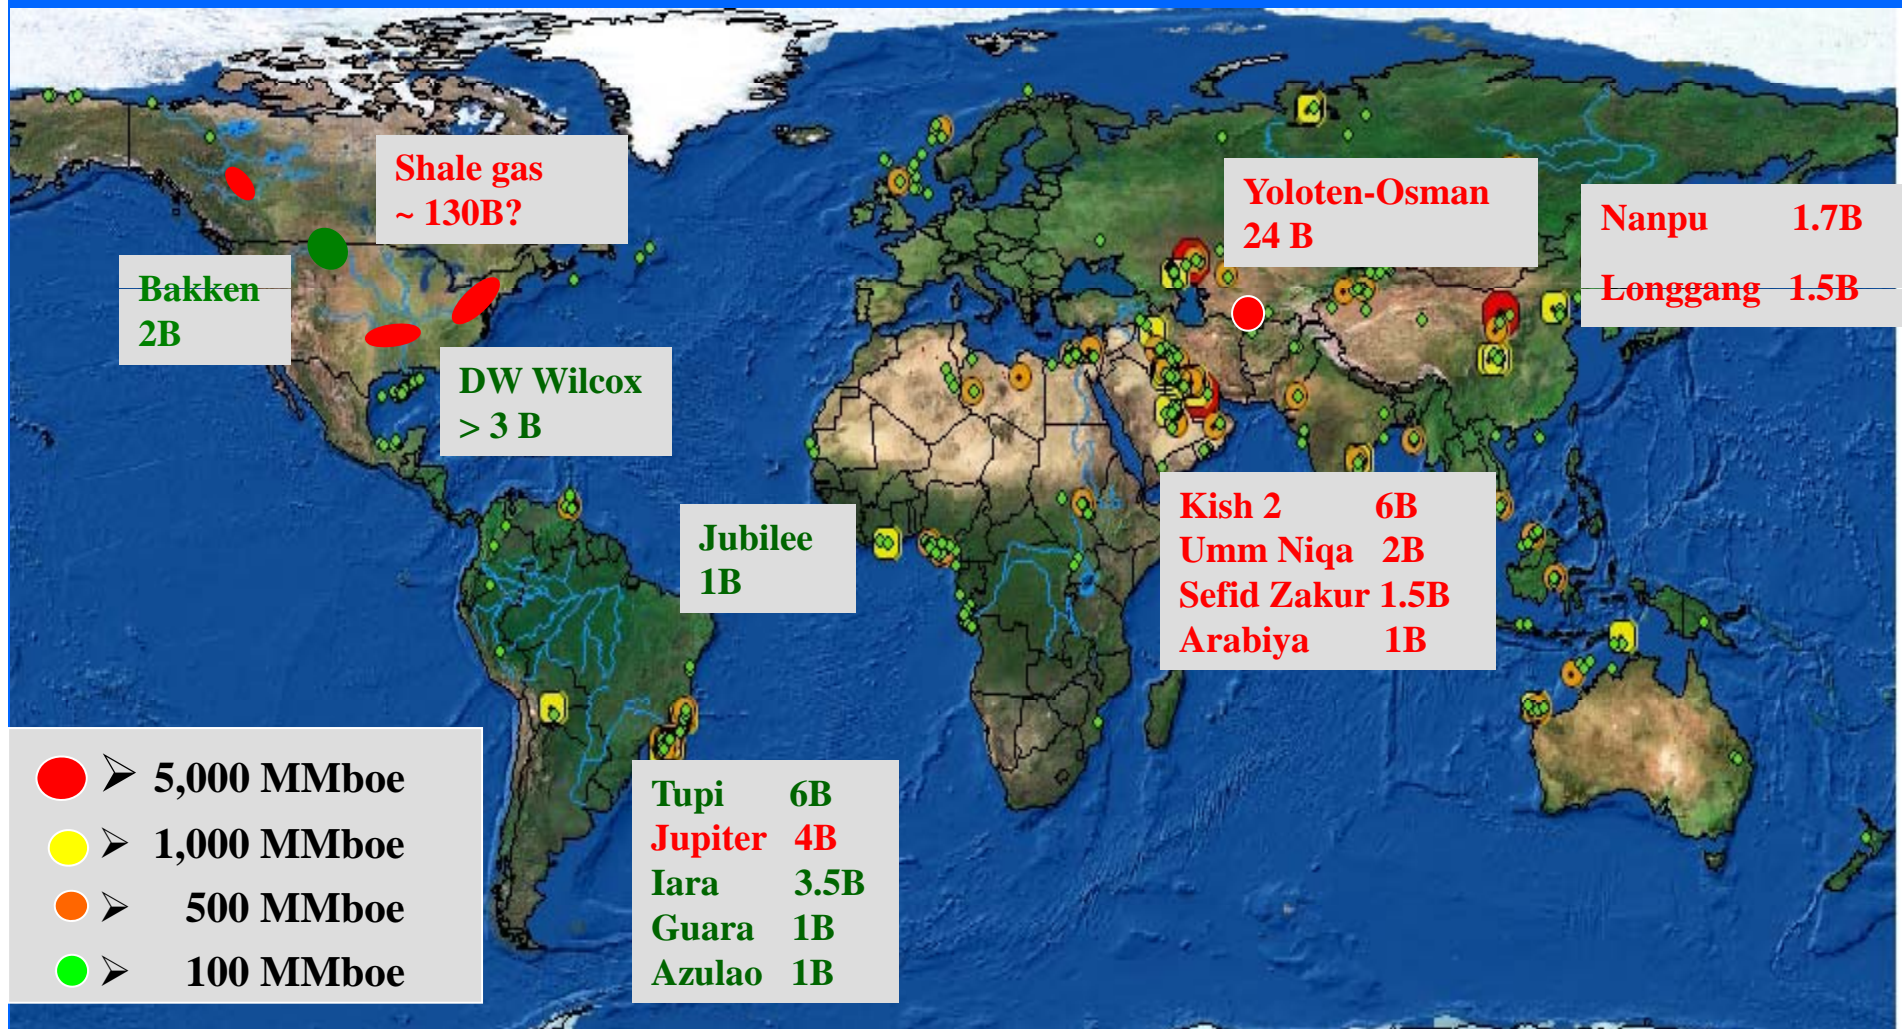 Shale gas
~ 130B?
Yoloten-Osman
24 B
Nanpu 1.7B
Longgang 1.5B
Bakken
2B
DW Wilcox
> 3 B
Jubilee
1B
Kish 2 6B
Umm Niqa 2B
Sefid Zakur 1.5B
Arabiya 1B
Tupi 6B
Jupiter 4B
Iara 3.5B
Guara 1B
Azulao 1B
➢ 5,000 MMboe
➢ 1,000 MMboe
➢ 500 MMboe
➢ 100 MMboe